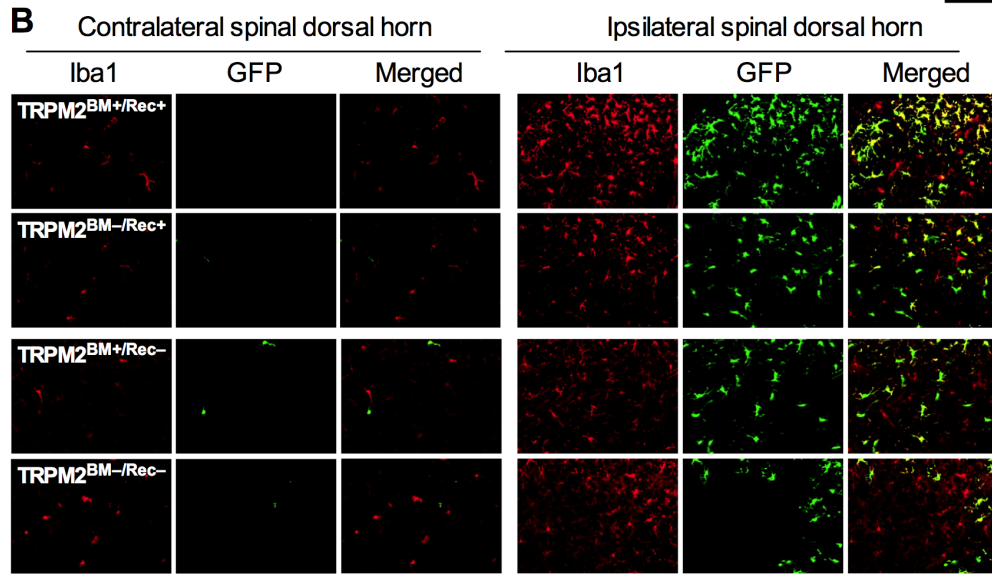 B
Contralateral spinal dorsal horn Ipsilateral spinal dorsal horn
Iba1 GFP Merged Iba1 GFP Merged
TRPM2BM+/Rec+
TRPM2BM–/Rec+
TRPM2BM+/Rec–
TRPM2BM–/Rec–